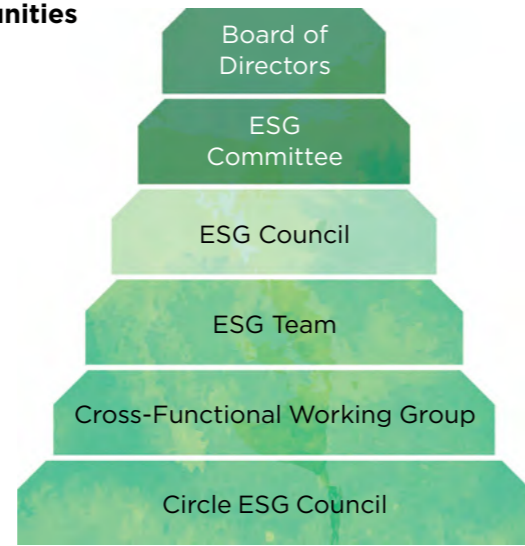 unities
Board of
Directors
ESG
Committee
ESG Council
ESG Team
Cross-Functional Working Group
Circle ESG Council